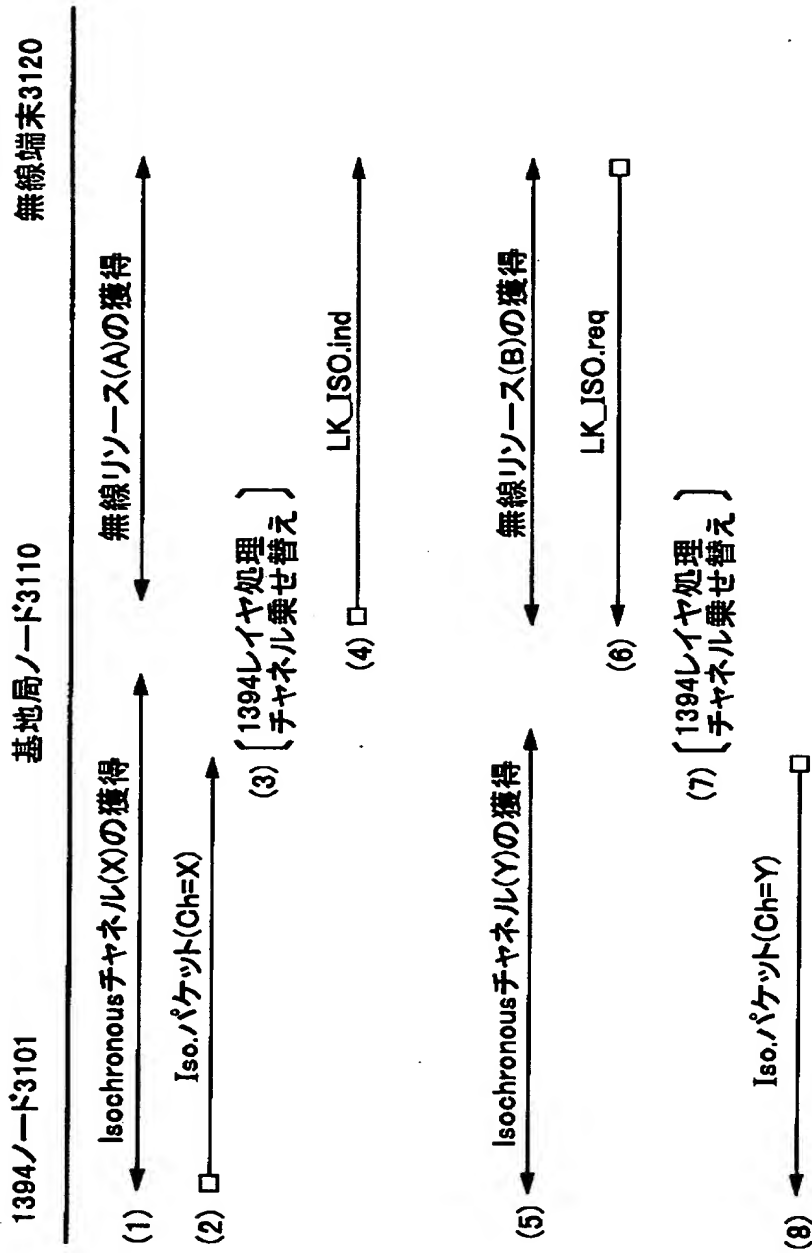 1394ノード3101
基地局ノード3110
無線端末3120
(1)
Isochronousチャネル(X)の獲得
無線リソース(A)の獲得
(2)
Iso.パケット(Ch=X)
(3)
1394レイヤ処理
チャネル乗せ替え
(4)
LK_ISO.ind
(5)
Isochronousチャネル(Y)の獲得
無線リソース(B)の獲得
(6)
LK_ISO.req
(7)
1394レイヤ処理
チャネル乗せ替え
(8)
Iso.パケット(Ch=Y)